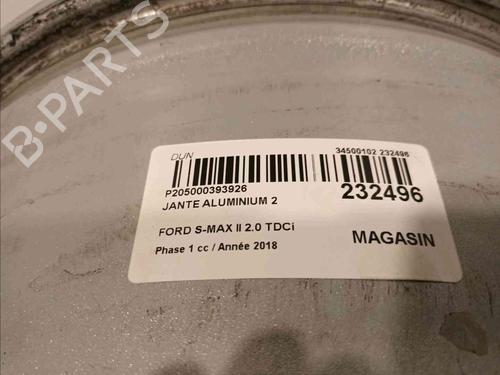 B-PARTS
DUN
34500102 232496
P205000393926
232496
JANTE ALUMINIUM 2
FORD S-MAX II 2.0 TDCi
MAGASIN
Phase 1 cc / Année 2018